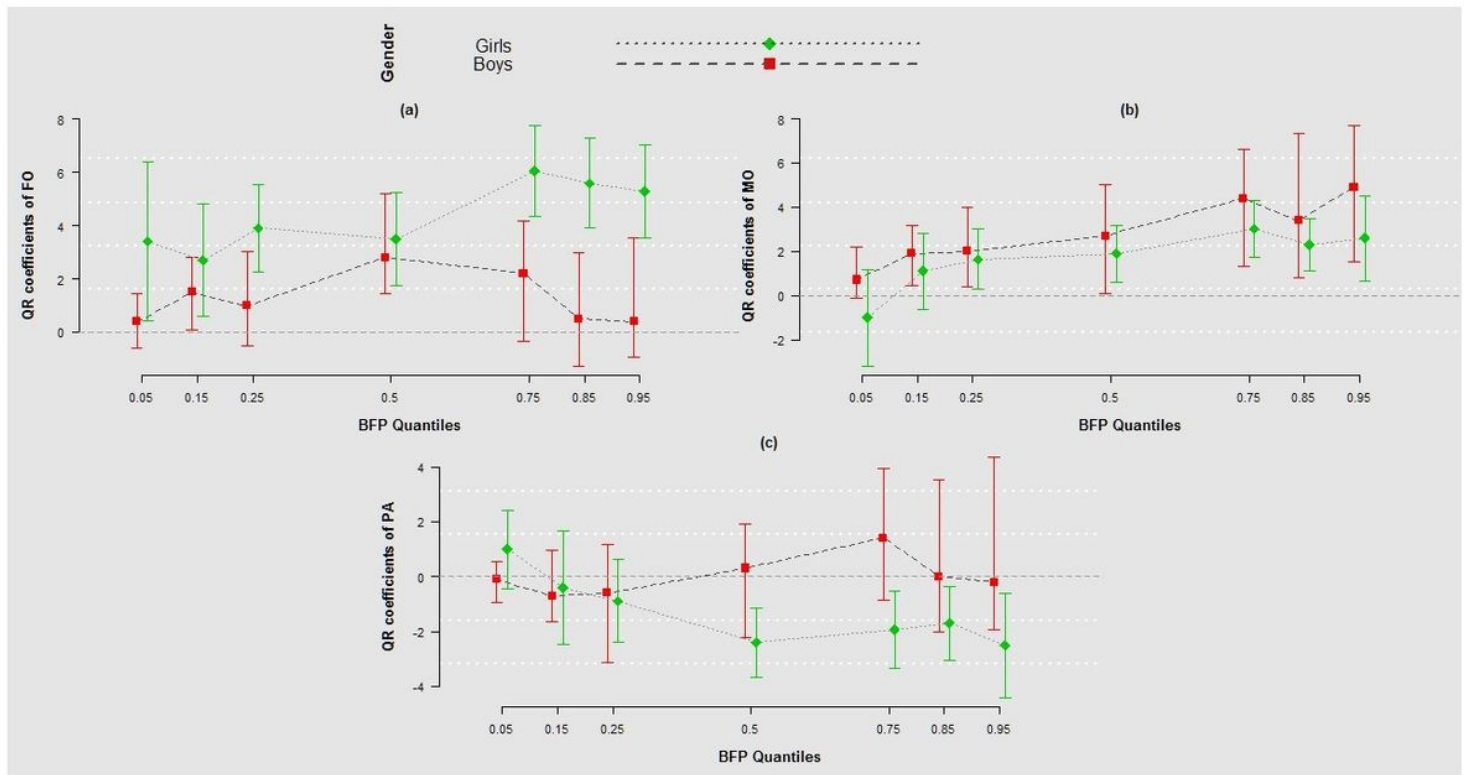 Gender
Girls
Boys
(a)
QR coefficients of FO
8
6
4
2
0
0.05 0.15 0.25 0.5 0.75 0.85 0.95
BFP Quantiles
(b)
QR coefficients of MO
8
6
4
2
0
-2
0.05 0.15 0.25 0.5 0.75 0.85 0.95
BFP Quantiles
(c)
QR coefficients of PA
4
2
0
-2
-4
0.05 0.15 0.25 0.5 0.75 0.85 0.95
BFP Quantiles